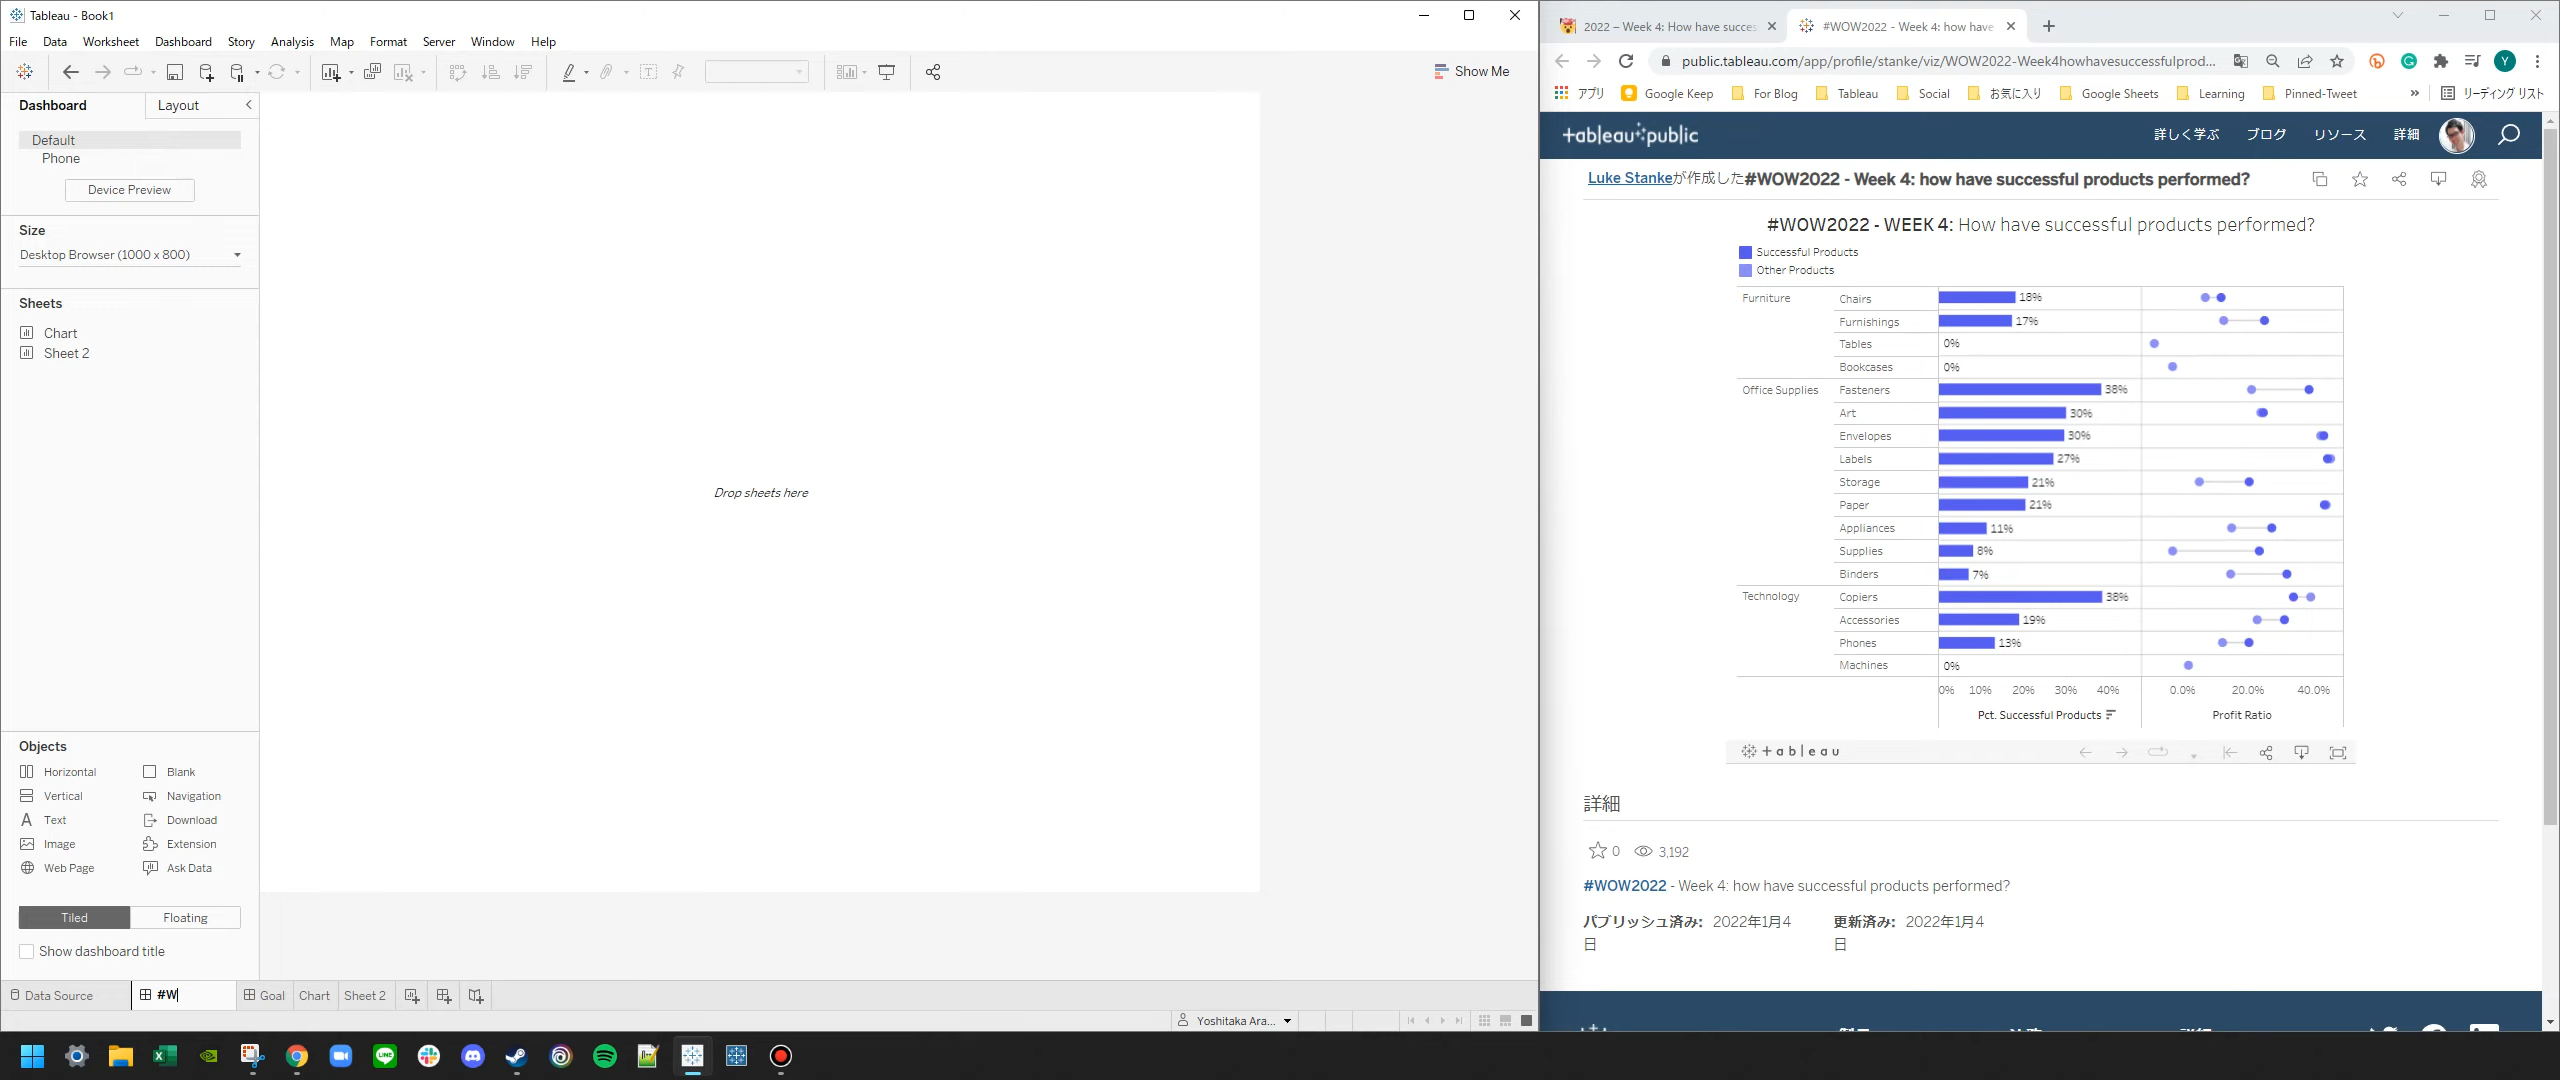 Tableau - Book1
File Data Worksheet Dashboard Story Analysis Map Format Server Window Help
Show Me
Dashboard Layout
Default
Phone
Device Preview
Size
Desktop Browser (1000 x 800)
Sheets
Chart
Sheet 2
Drop sheets here
Objects
Horizontal Blank
Vertical Navigation
Text Download
Image Extension
Web Page Ask Data
Tiled Floating
Show dashboard title
Data Source #W Goal Chart Sheet 2
Yoshitaka Ara...
2022 – Week 4: How have succes
#WOW2022 - Week 4: how have
public.tableau.com/app/profile/stanke/viz/WOW2022-Week4howhavesuccessfulprod...
Y
アプリ Google Keep For Blog Tableau Social お気に入り Google Sheets Learning Pinned-Tweet » リーディング リスト
+ableau public
詳しく学ぶ ブログ リソース 詳細
Luke Stankeが作成した#WOW2022 - Week 4: how have successful products performed?
#WOW2022 - WEEK 4: How have successful products performed?
Successful Products
Other Products
Furniture Chairs 18%
Furnishings 17%
Tables 0%
Bookcases 0%
Office Supplies Fasteners 38%
Art 30%
Envelopes 30%
Labels 27%
Storage 21%
Paper 21%
Appliances 11%
Supplies 8%
Binders 7%
Technology Copiers 38%
Accessories 19%
Phones 13%
Machines 0%
0% 10% 20% 30% 40% 0.0% 20.0% 40.0%
Pct. Successful Products Profit Ratio
+ableau
詳細
0 3,192
#WOW2022 - Week 4: how have successful products performed?
パブリッシュ済み: 2022年1月4日
更新済み: 2022年1月4日
LINE